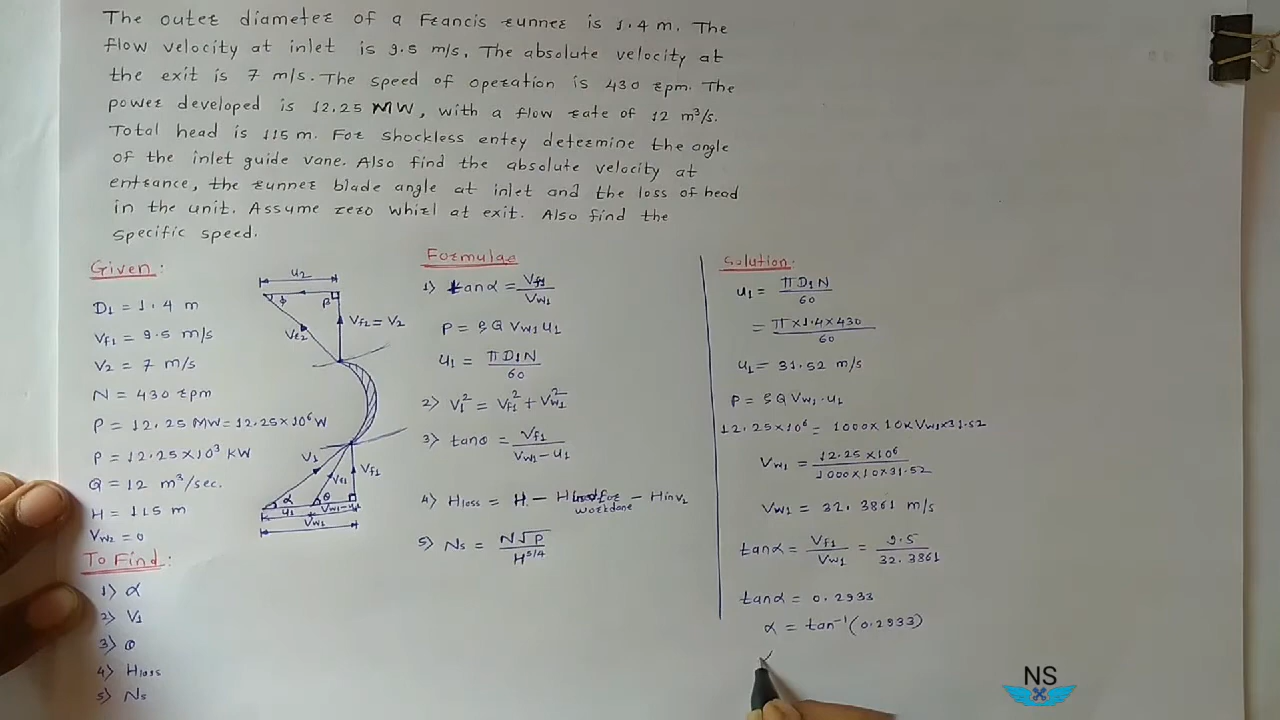 The outer diameter of a Francis runner is 1.4 m. The
flow velocity at inlet is 9.5 m/s. The absolute velocity at
the exit is 7 m/s. The speed of operation is 430 rpm. The
power developed is 12.25 MW, with a flow rate of 12 m³/s.
Total head is 115 m. For shockless entry determine the angle
of the inlet guide vane. Also find the absolute velocity at
entrance, the runner blade angle at inlet and the loss of head
in the unit. Assume zero whirl at exit. Also find the
specific speed.
Given:
D1 = 1.4 m
Vf1 = 9.5 m/s
V2 = 7 m/s
N = 430 rpm
P = 12.25 MW = 12.25×10⁶ W
P = 12.25×10³ kW
Q = 12 m³/sec.
H = 115 m
Vw2 = 0
To Find:
1) α
2) V1
3) θ
4) Hloss
5) Ns
u2
ϕ
β
Vr2
Vf2 = V2
V1
Vr1
Vf1
α
θ
u1
Vw1-u1
Vw1
Formulae
1) tanα = Vf1/Vw1
P = ρ Q Vw1 u1
u1 = πD1N/60
2) V1² = Vf1² + Vw1²
3) tanθ = Vf1/(Vw1-u1)
4) Hloss = H - H for workdone - H in V2
5) Ns = N√P/H^5/4
Solution:
u1 = πD1N/60
= π×1.4×430/60
u1 = 31.52 m/s
P = ρ Q Vw1.u1
12.25×10⁶ = 1000×10×Vw1×31.52
Vw1 = 12.25×10⁶/1000×10×31.52
Vw1 = 32.3861 m/s
tanα = Vf1/Vw1 = 9.5/32.3861
tanα = 0.2933
α = tan⁻¹(0.2933)
NS